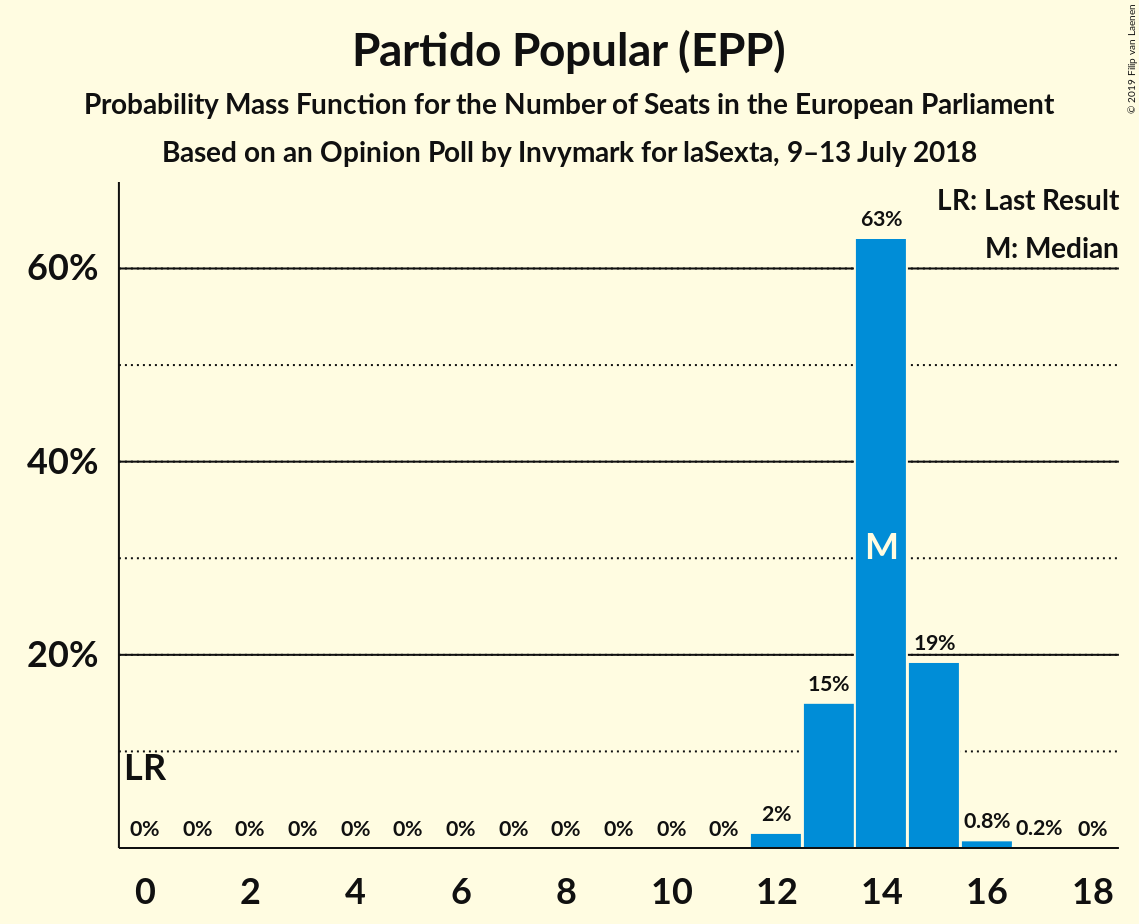 Partido Popular (EPP)
Probability Mass Function for the Number of Seats in the European Parliament
Based on an Opinion Poll by Invymark for laSexta, 9–13 July 2018
© 2019 Filip van Laenen
LR: Last Result
M: Median
60%
40%
20%
63%
M
19%
15%
LR
0% 0% 0% 0% 0% 0% 0% 0% 0% 0% 0% 0% 2% 0.8% 0.2% 0%
0 2 4 6 8 10 12 14 16 18